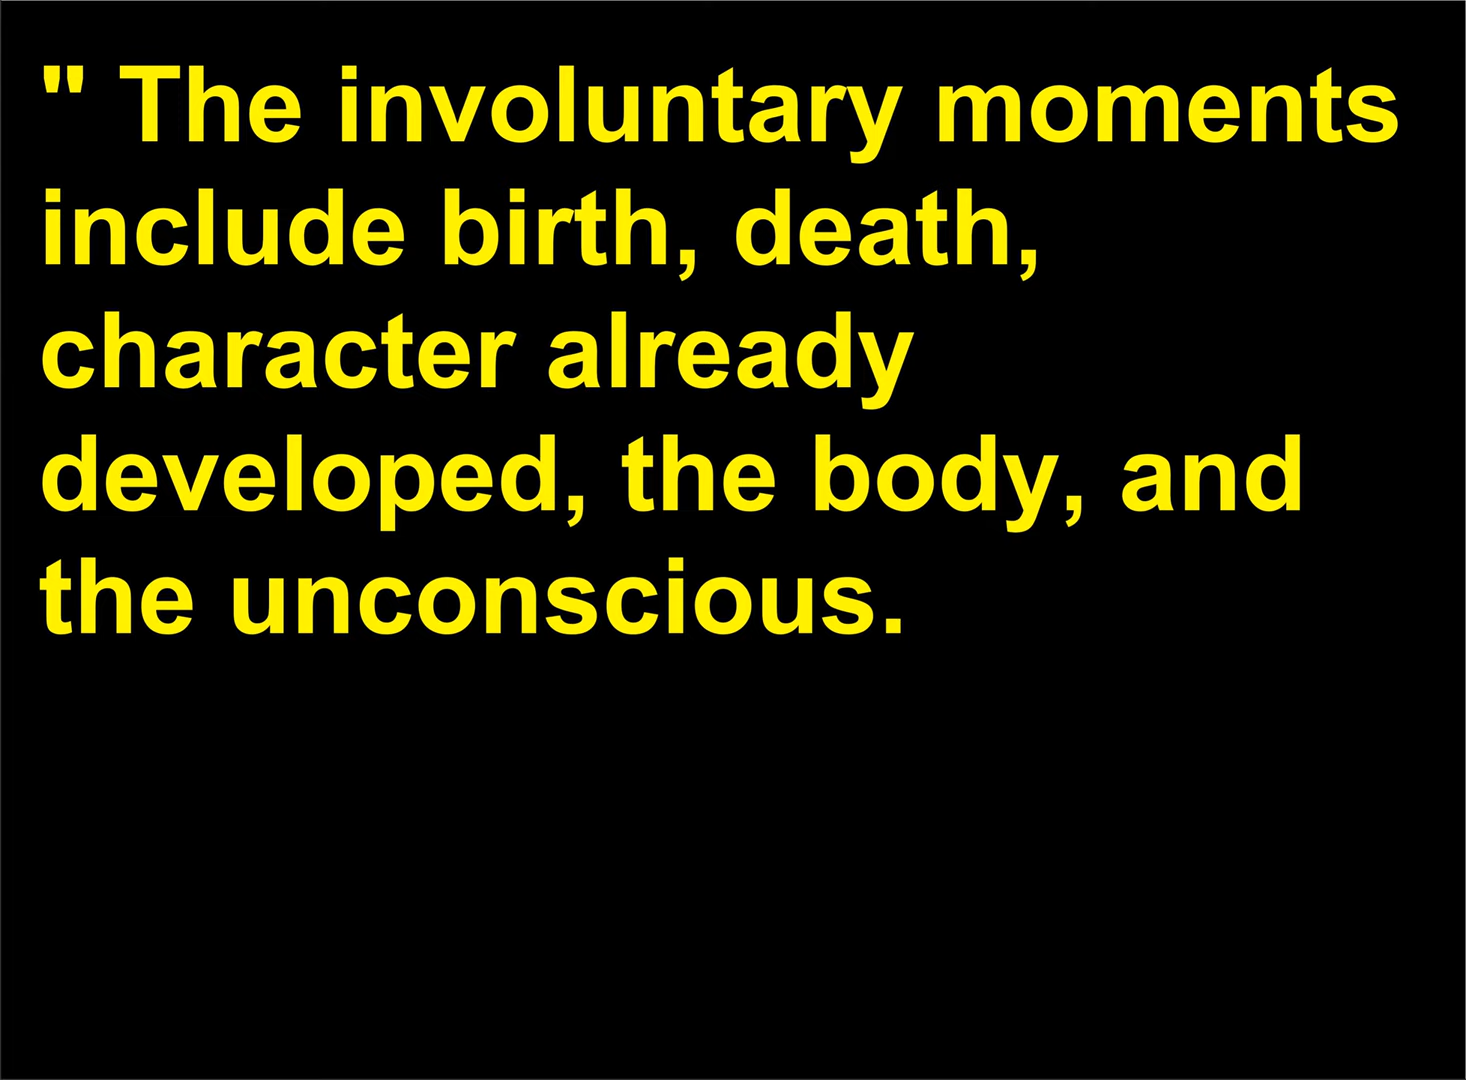 " The involuntary moments
include birth, death,
character already
developed, the body, and
the unconscious.